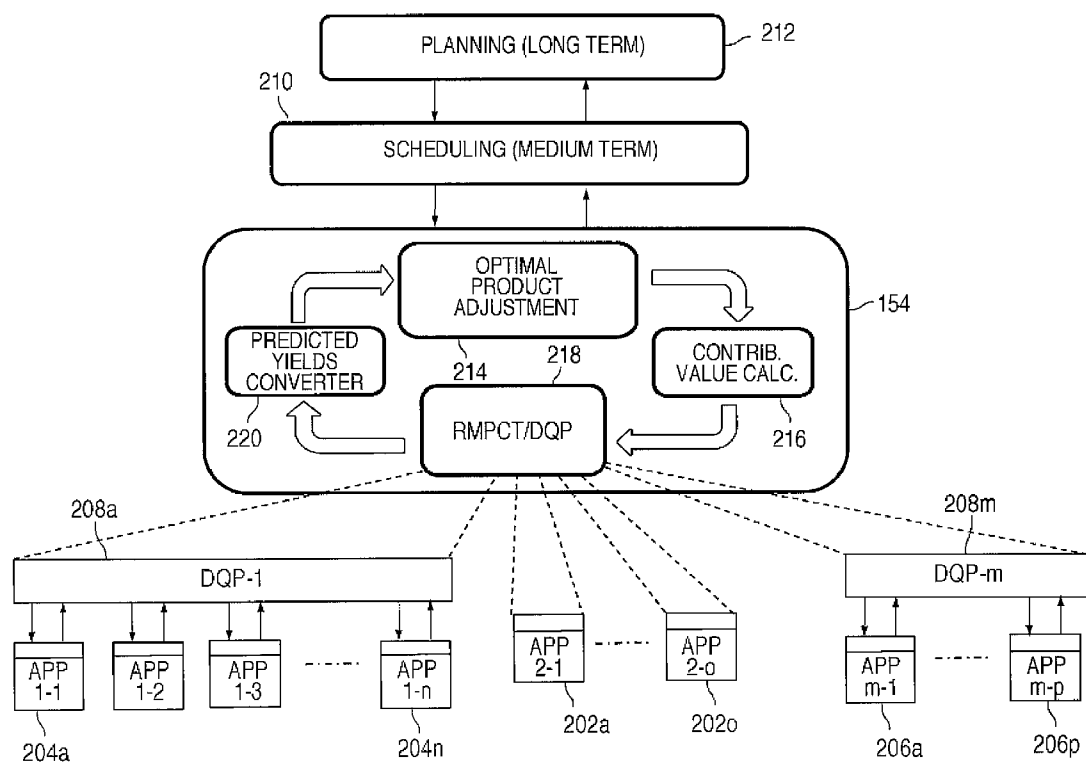 PLANNING (LONG TERM)
212
210
SCHEDULING (MEDIUM TERM)
OPTIMAL
PRODUCT
ADJUSTMENT
154
PREDICTED
YIELDS
CONVERTER
214
218
CONTRIB.
VALUE CALC.
220
RMPCT/DQP
216
208a
208m
DQP-1
DQP-m
APP
1-1
APP
1-2
APP
1-3
APP
1-n
APP
2-1
APP
2-o
APP
m-1
APP
m-p
204a
204n
202a
202o
206a
206p